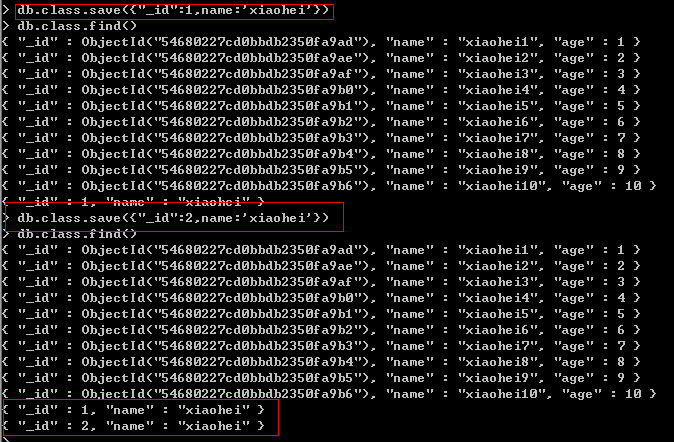 > db.class.save({"_id":1,name:'xiaohei'})
> db.class.find()
{ "_id" : ObjectId("54680227cd0bbdb2350fa9ad"), "name" : "xiaohei1", "age" : 1 }
{ "_id" : ObjectId("54680227cd0bbdb2350fa9ae"), "name" : "xiaohei2", "age" : 2 }
{ "_id" : ObjectId("54680227cd0bbdb2350fa9af"), "name" : "xiaohei3", "age" : 3 }
{ "_id" : ObjectId("54680227cd0bbdb2350fa9b0"), "name" : "xiaohei4", "age" : 4 }
{ "_id" : ObjectId("54680227cd0bbdb2350fa9b1"), "name" : "xiaohei5", "age" : 5 }
{ "_id" : ObjectId("54680227cd0bbdb2350fa9b2"), "name" : "xiaohei6", "age" : 6 }
{ "_id" : ObjectId("54680227cd0bbdb2350fa9b3"), "name" : "xiaohei7", "age" : 7 }
{ "_id" : ObjectId("54680227cd0bbdb2350fa9b4"), "name" : "xiaohei8", "age" : 8 }
{ "_id" : ObjectId("54680227cd0bbdb2350fa9b5"), "name" : "xiaohei9", "age" : 9 }
{ "_id" : ObjectId("54680227cd0bbdb2350fa9b6"), "name" : "xiaohei10", "age" : 10 }
{ "_id" : 1, "name" : "xiaohei" }
> db.class.save({"_id":2,name:'xiaohei'})
> db.class.find()
{ "_id" : ObjectId("54680227cd0bbdb2350fa9ad"), "name" : "xiaohei1", "age" : 1 }
{ "_id" : ObjectId("54680227cd0bbdb2350fa9ae"), "name" : "xiaohei2", "age" : 2 }
{ "_id" : ObjectId("54680227cd0bbdb2350fa9af"), "name" : "xiaohei3", "age" : 3 }
{ "_id" : ObjectId("54680227cd0bbdb2350fa9b0"), "name" : "xiaohei4", "age" : 4 }
{ "_id" : ObjectId("54680227cd0bbdb2350fa9b1"), "name" : "xiaohei5", "age" : 5 }
{ "_id" : ObjectId("54680227cd0bbdb2350fa9b2"), "name" : "xiaohei6", "age" : 6 }
{ "_id" : ObjectId("54680227cd0bbdb2350fa9b3"), "name" : "xiaohei7", "age" : 7 }
{ "_id" : ObjectId("54680227cd0bbdb2350fa9b4"), "name" : "xiaohei8", "age" : 8 }
{ "_id" : ObjectId("54680227cd0bbdb2350fa9b5"), "name" : "xiaohei9", "age" : 9 }
{ "_id" : ObjectId("54680227cd0bbdb2350fa9b6"), "name" : "xiaohei10", "age" : 10 }
{ "_id" : 1, "name" : "xiaohei" }
{ "_id" : 2, "name" : "xiaohei" }
>